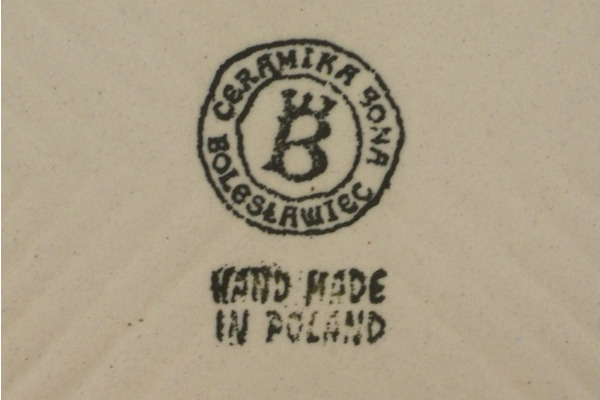 CERAMIKA BONA
B
BOLESŁAWIEC
HAND MADE
IN POLAND